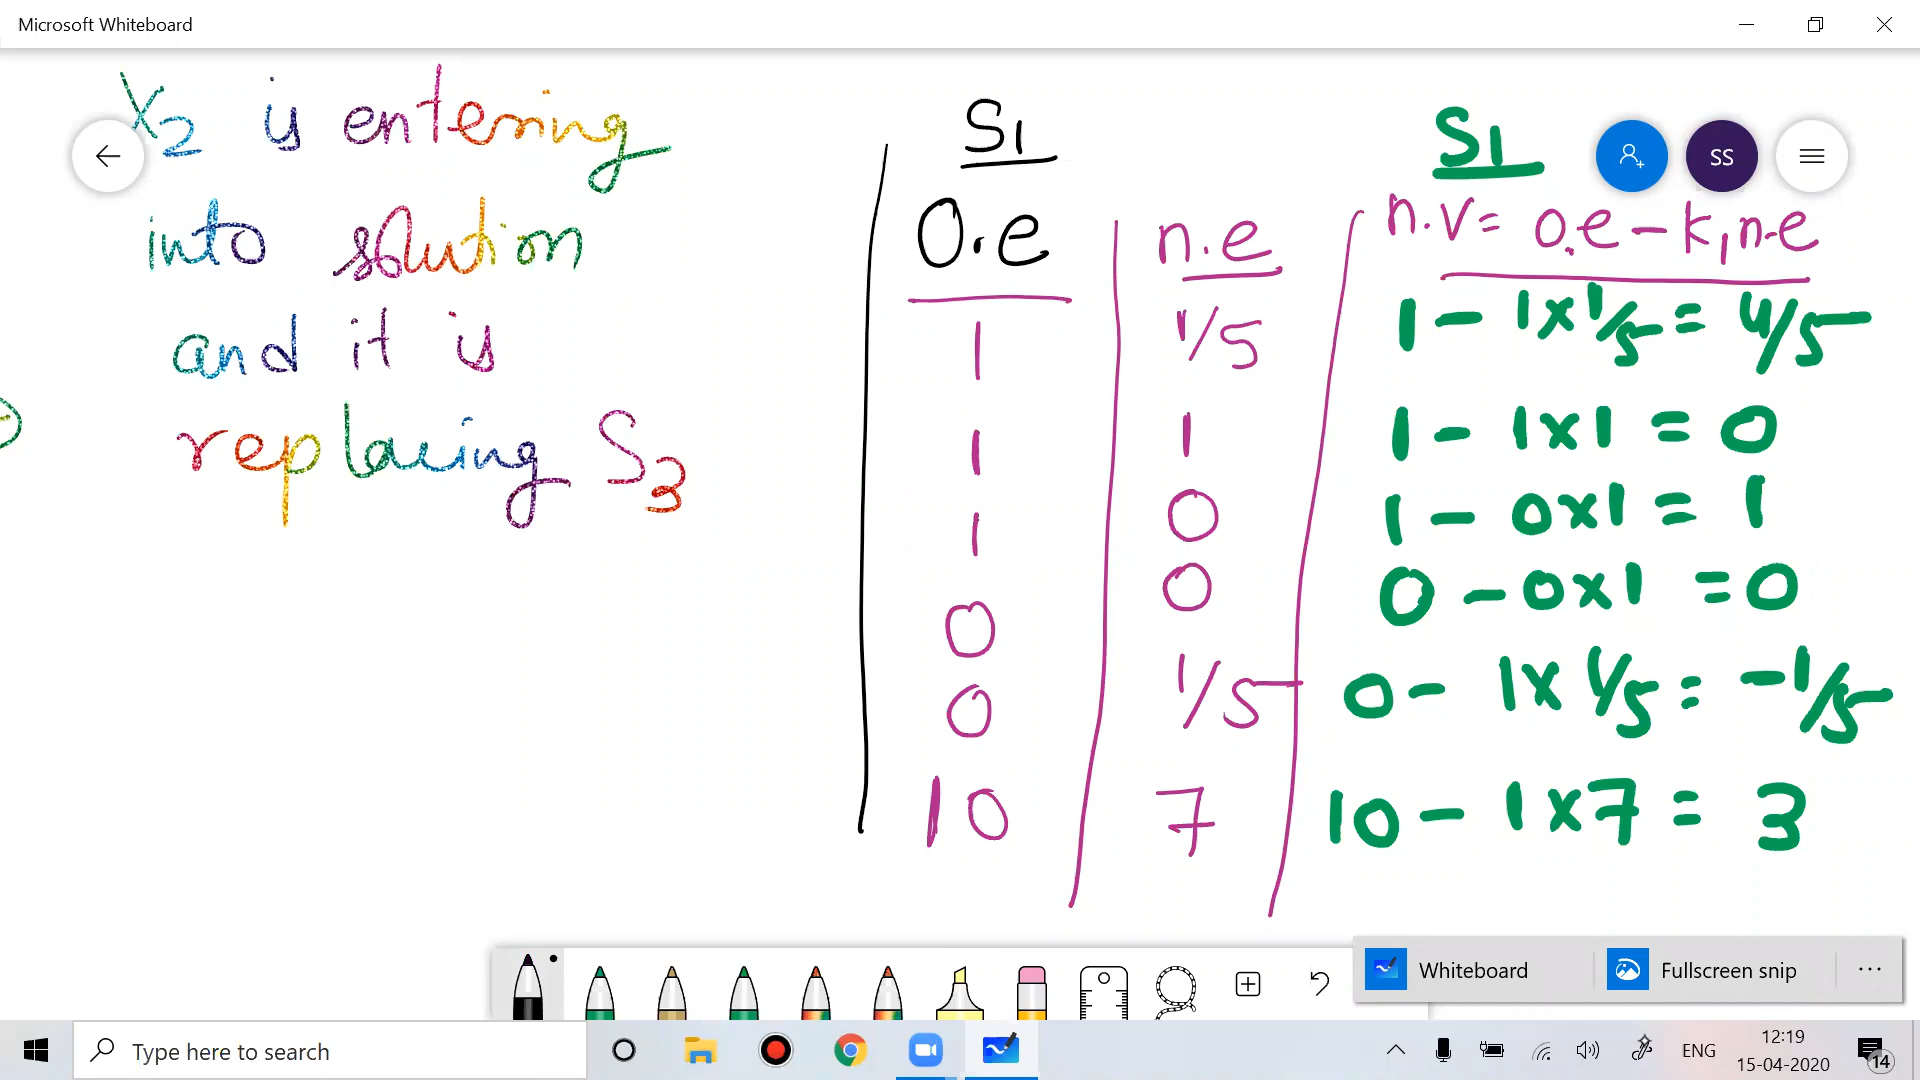 Microsoft Whiteboard
X2 is entering
into solution
and it is
replacing S3
S1
O.e
1
1
1
0
0
10
n.e
1/5
1
0
0
1/5
7
S1
n.v = o.e - k, n.e
1 - 1x1/5 = 4/5
1 - 1x1 = 0
1 - 0x1 = 1
0 - 0x1 = 0
0 - 1x 1/5 = -1/5
10 - 1x7 = 3
SS
Whiteboard
Fullscreen snip
Type here to search
ENG
12:19
15-04-2020
14